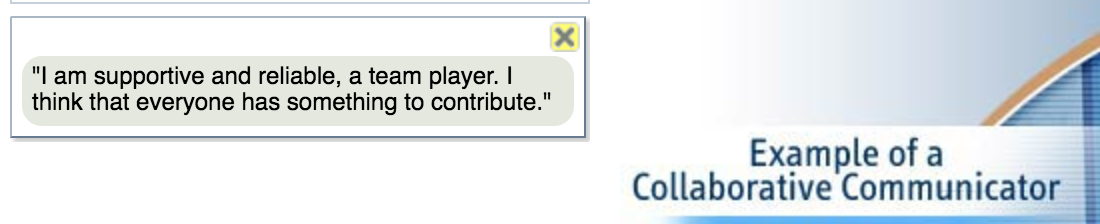 "I am supportive and reliable, a team player. I
think that everyone has something to contribute."
Example of a
Collaborative Communicator